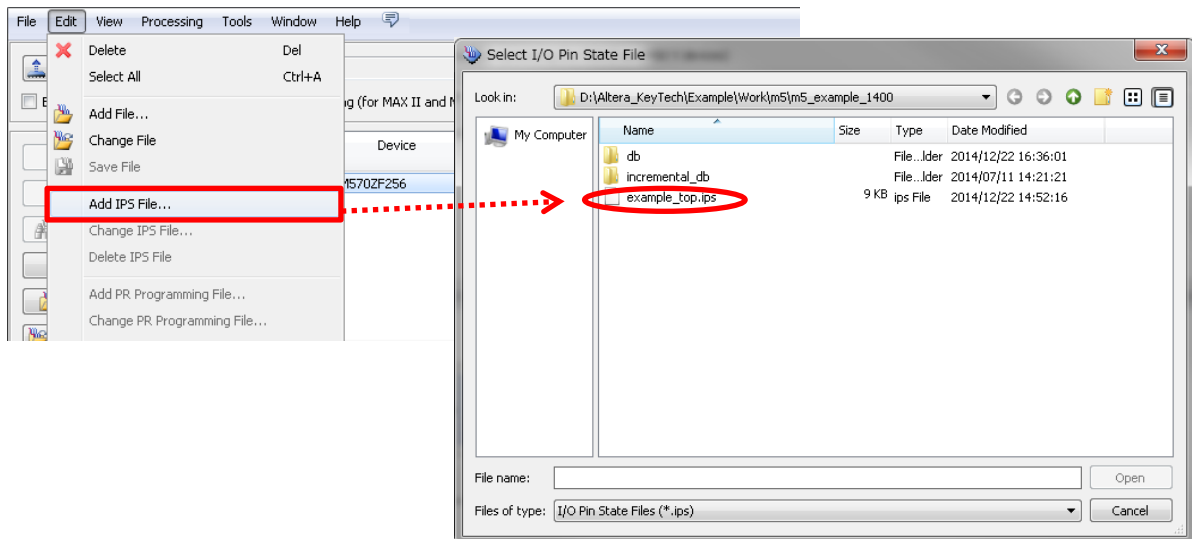 File Edit View Processing Tools Window Help
Delete Del
Select All Ctrl+A
Add File...
Change File
Save File
Add IPS File...
Change IPS File...
Delete IPS File
Add PR Programming File...
Change PR Programming File...
(for MAX II and
Device
M570ZF256
Select I/O Pin State File
Look in: D:\Altera_KeyTech\Example\Work\m5\m5_example_1400
My Computer
Name Size Type Date Modified
db File...lder 2014/12/22 16:36:01
incremental_db File...lder 2014/07/11 14:21:21
example_top.ips 9 KB ips File 2014/12/22 14:52:16
File name: Open
Files of type: I/O Pin State Files (*.ips) Cancel